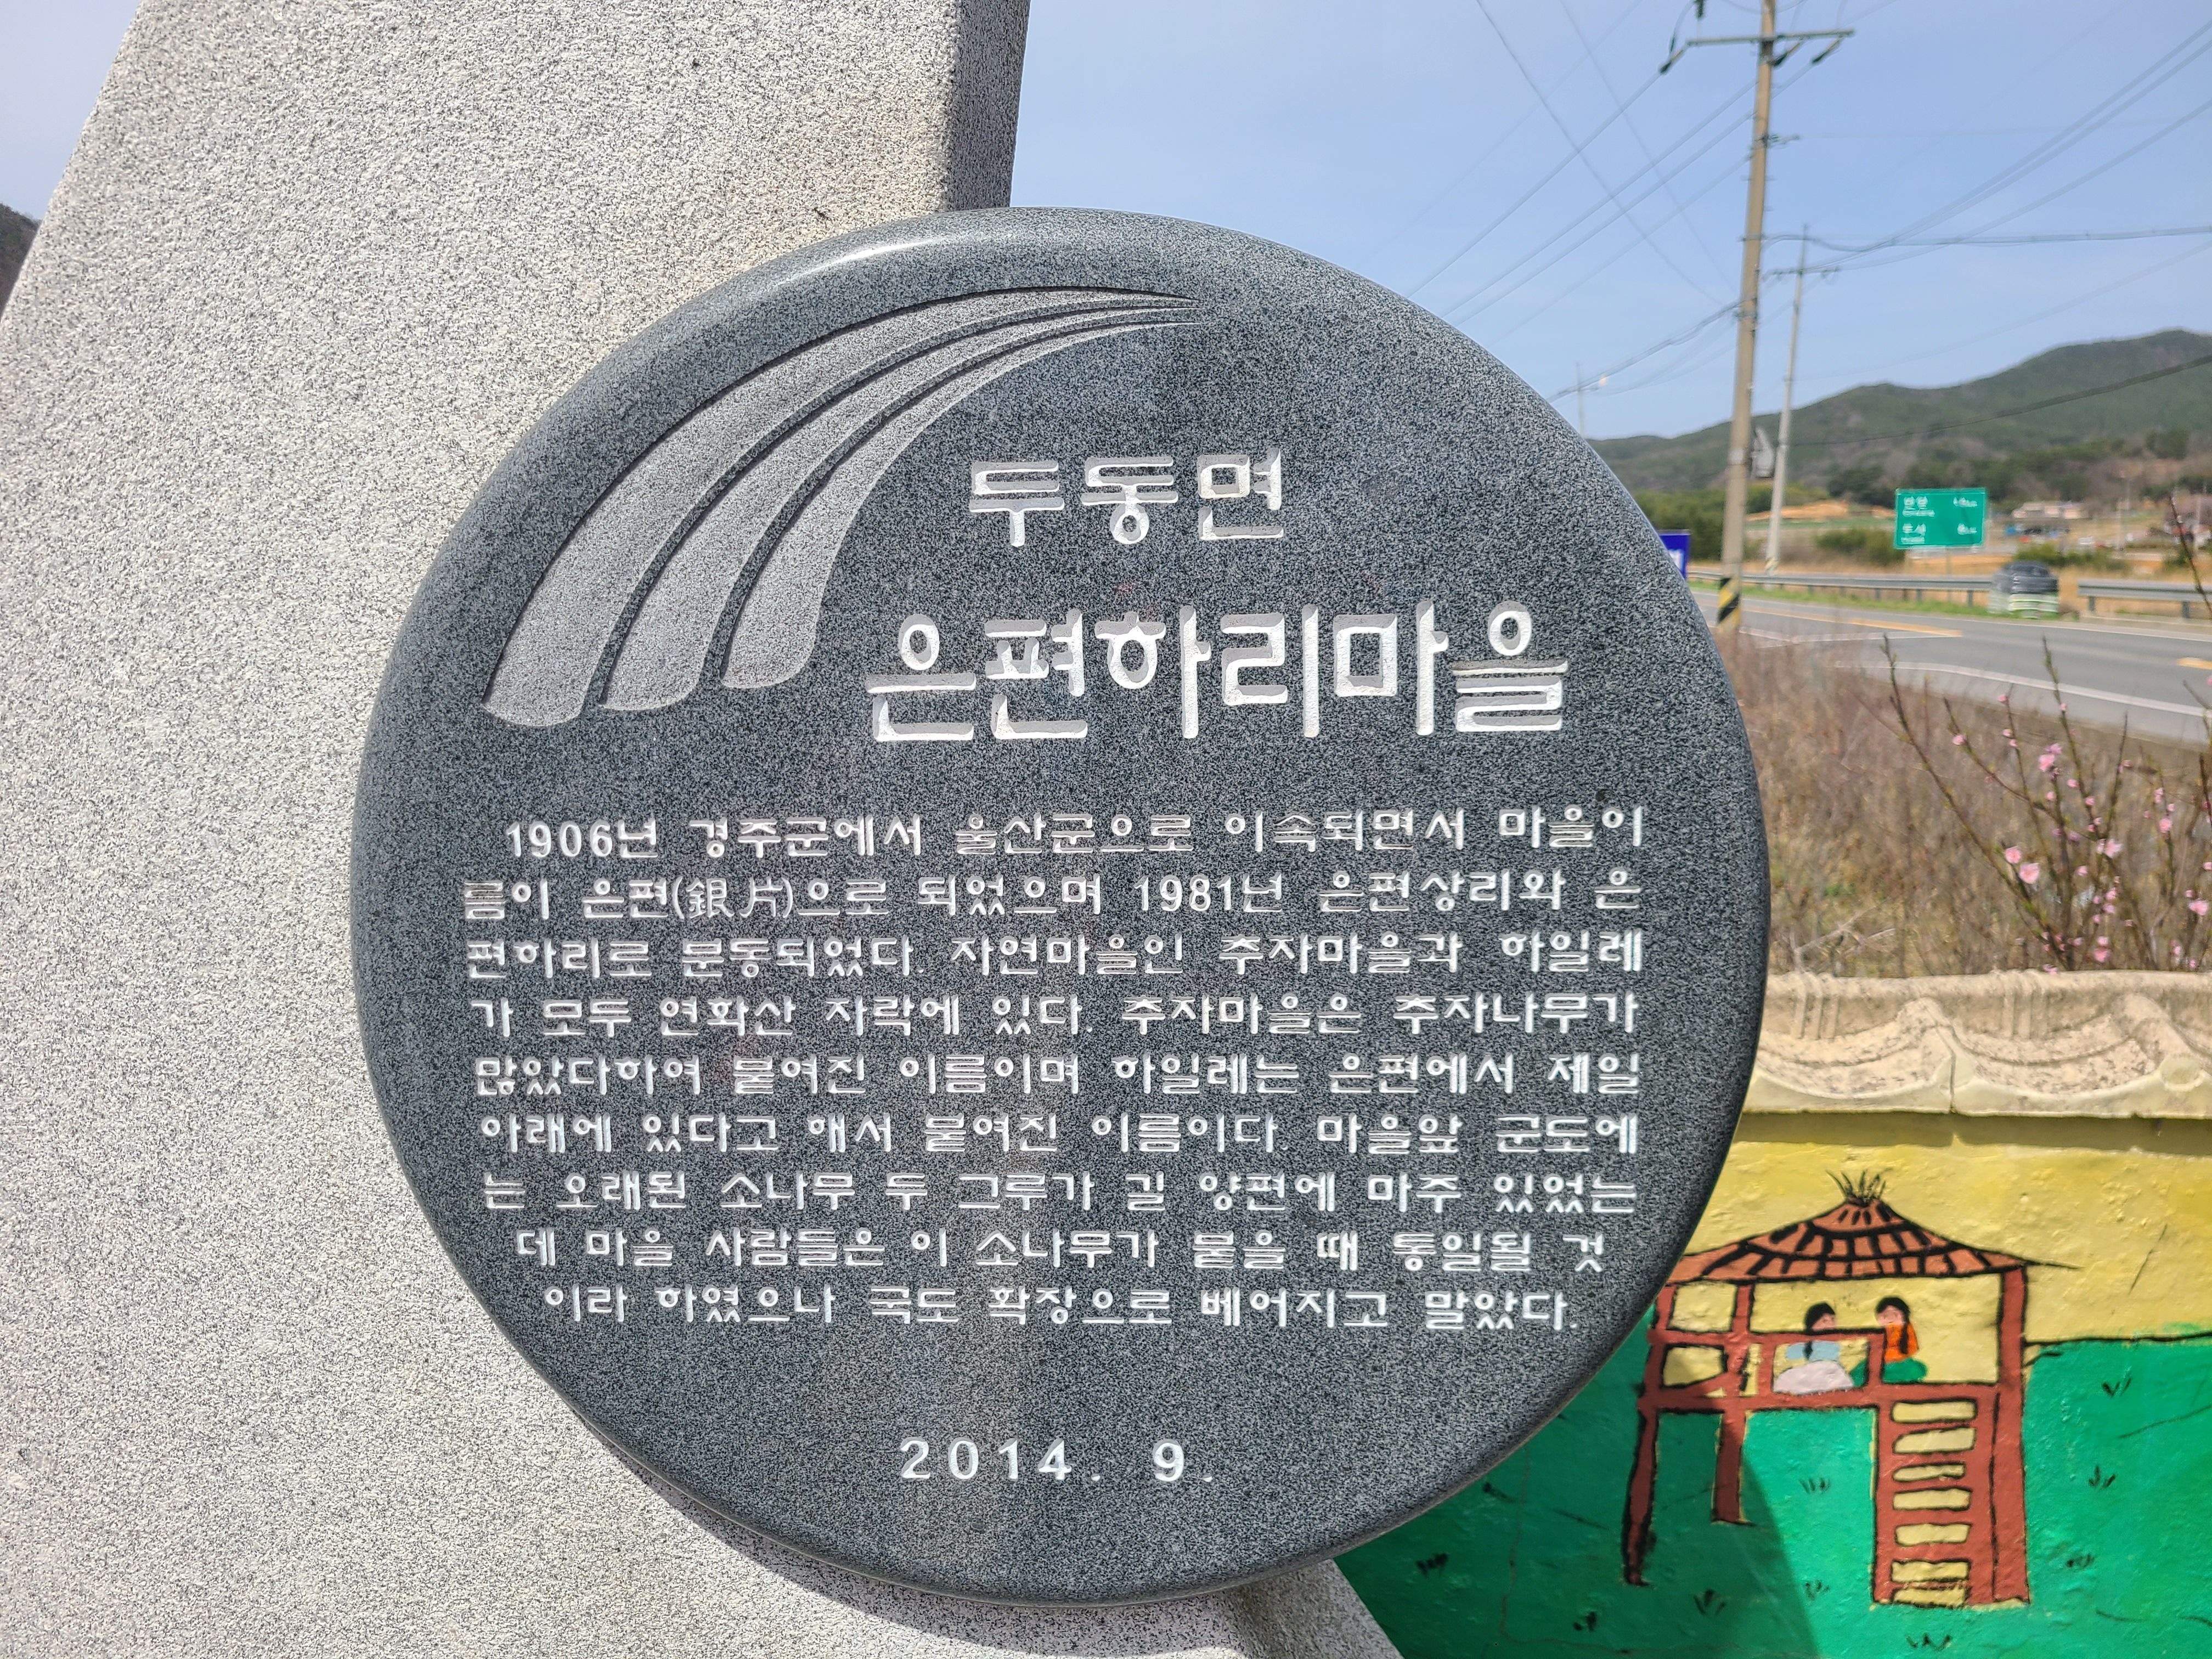 두동면
은편하리마을
1906년 경주군에서 울산군으로 이속되면서 마을이
름이 은편(銀片)으로 되었으며 1981년 은편상리와 은
편하리로 분동되었다. 자연마을인 추자마을과 하일레
가 모두 연화산 자락에 있다. 추자마을은 추자나무가
많았다하여 붙여진 이름이며 하일레는 은편에서 제일
아래에 있다고 해서 붙여진 이름이다. 마을앞 군도에
는 오래된 소나무 두 그루가 길 양편에 마주 있었는
데 마을 사람들은 이 소나무가 붙을 때 통일될 것
이라 하였으나 국도 확장으로 베어지고 말았다.
2014. 9.